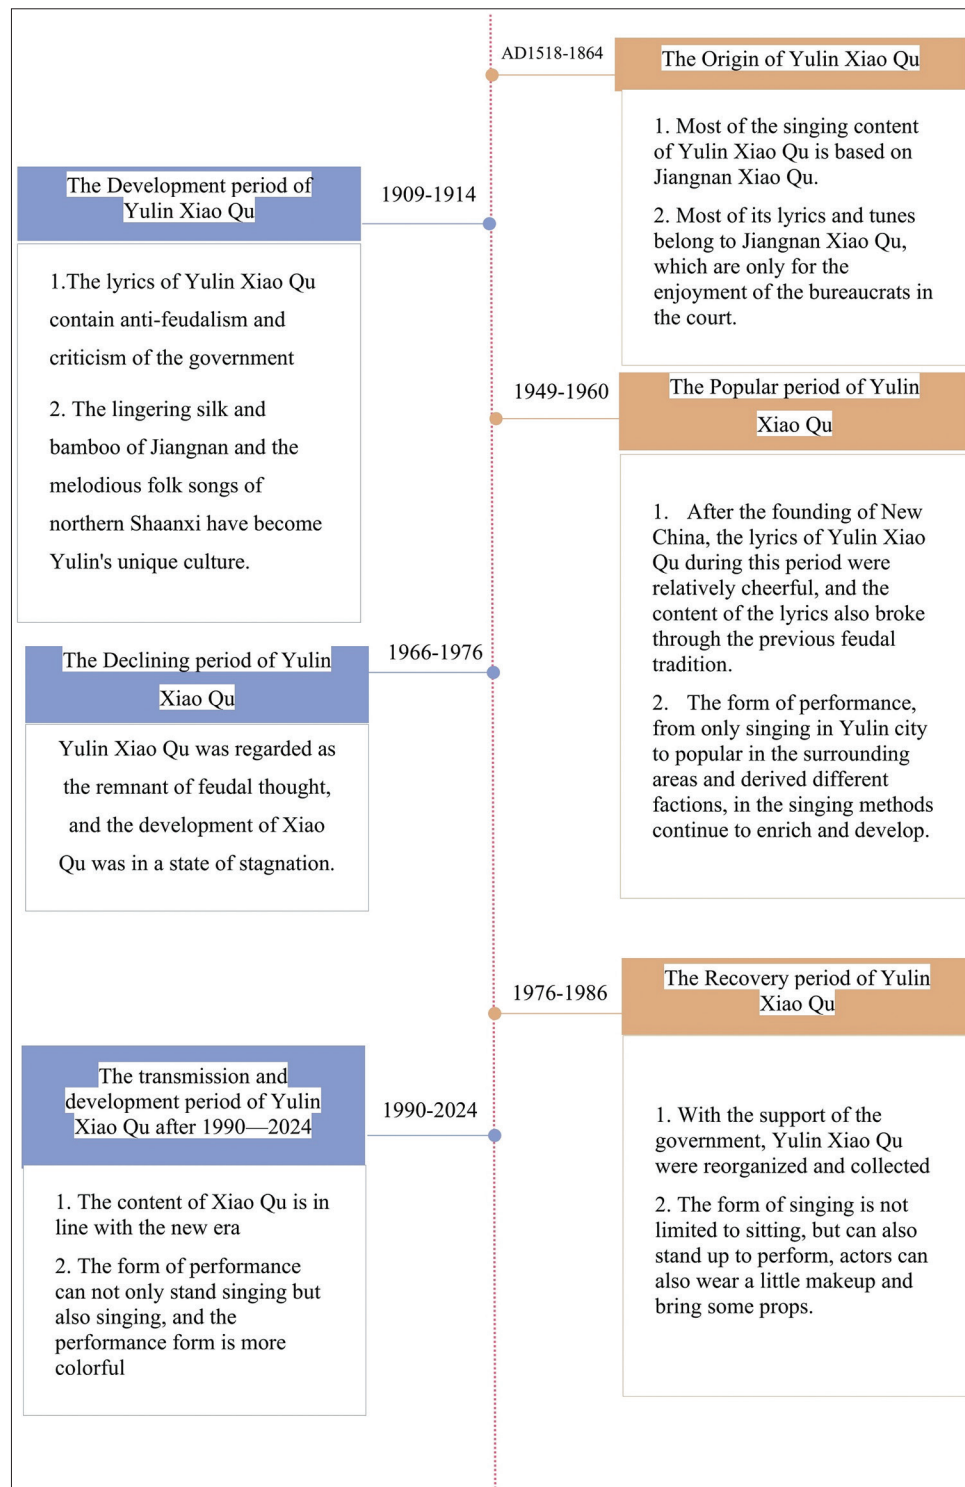 AD1518-1864
The Origin of Yulin Xiao Qu
1. Most of the singing content
of Yulin Xiao Qu is based on
Jiangnan Xiao Qu.
2. Most of its lyrics and tunes
belong to Jiangnan Xiao Qu,
which are only for the
enjoyment of the bureaucrats in
the court.
The Development period of
Yulin Xiao Qu
1909-1914
1.The lyrics of Yulin Xiao Qu
contain anti-feudalism and
criticism of the government
2. The lingering silk and
bamboo of Jiangnan and the
melodious folk songs of
northern Shaanxi have become
Yulin's unique culture.
1949-1960
The Popular period of Yulin
Xiao Qu
1. After the founding of New
China, the lyrics of Yulin Xiao
Qu during this period were
relatively cheerful, and the
content of the lyrics also broke
through the previous feudal
tradition.
2. The form of performance,
from only singing in Yulin city
to popular in the surrounding
areas and derived different
factions, in the singing methods
continue to enrich and develop.
The Declining period of Yulin
Xiao Qu
1966-1976
Yulin Xiao Qu was regarded as
the remnant of feudal thought,
and the development of Xiao
Qu was in a state of stagnation.
1976-1986
The Recovery period of Yulin
Xiao Qu
1. With the support of the
government, Yulin Xiao Qu
were reorganized and collected
2. The form of singing is not
limited to sitting, but can also
stand up to perform, actors can
also wear a little makeup and
bring some props.
The transmission and
development period of Yulin
Xiao Qu after 1990—2024
1990-2024
1. The content of Xiao Qu is in
line with the new era
2. The form of performance
can not only stand singing but
also singing, and the
performance form is more
colorful